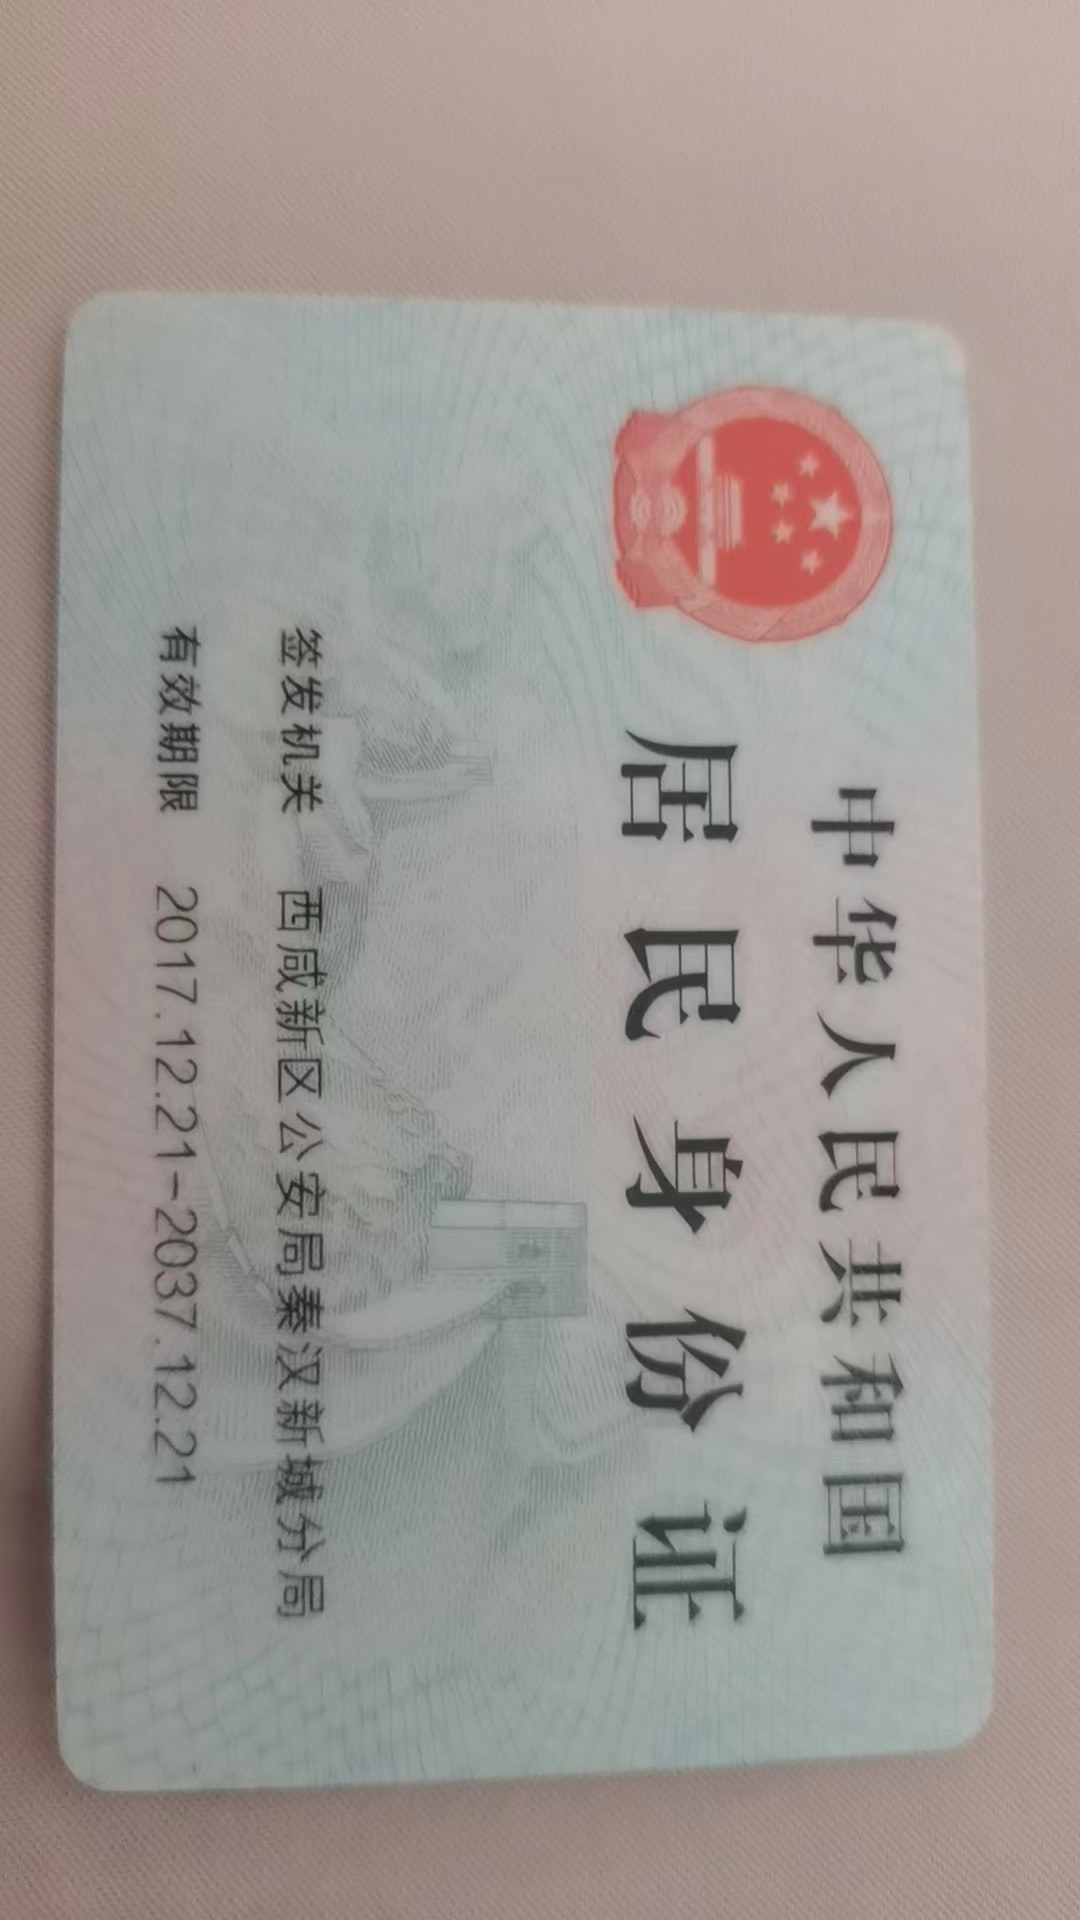 中华人民共和国
居民身份证
签发机关 西咸新区公安局秦汉新城分局
有效期限 2017.12.21-2037.12.21